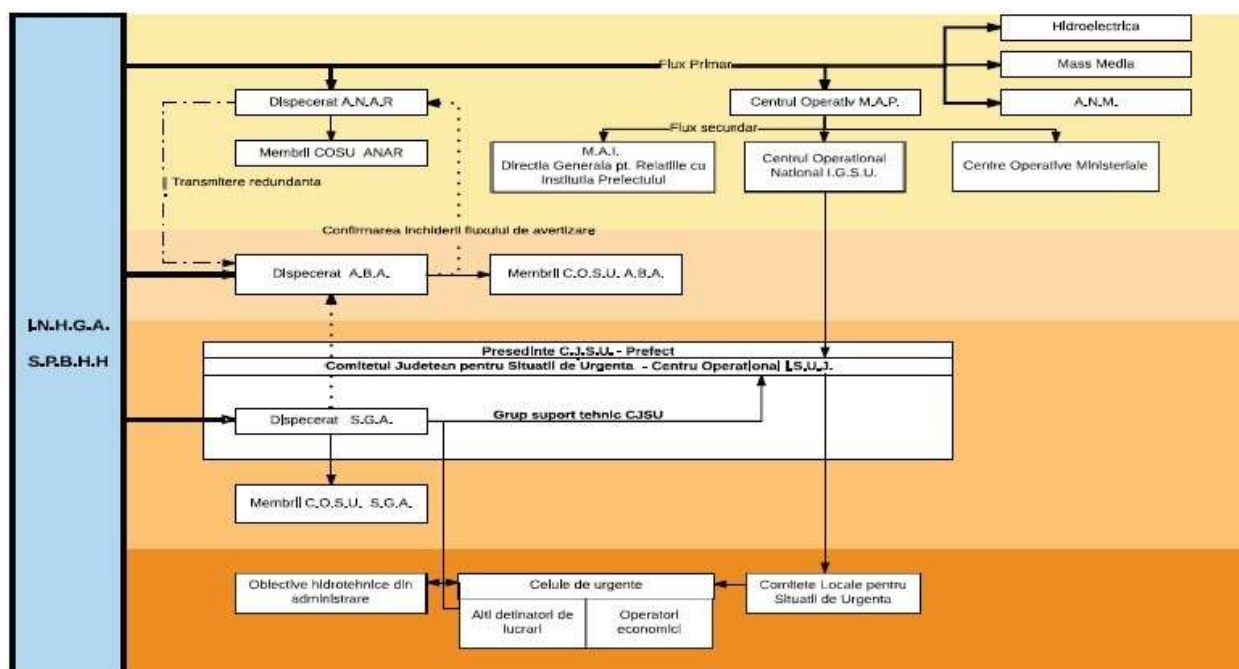 Hidroelectrica
Flux Primar
Mass Media
Dispecerat A.N.A.R
Centrul Operativ M.A.P.
A.N.M.
Flux secundar
Membrii COSU ANAR
M.A.I.
Directia Generala pt. Relatiile cu
Institutia Prefectului
Centrul Operational
National I.G.S.U.
Centre Operative Ministeriale
Transmitere redundanta
Confirmarea inchiderii fluxului de avertizare
Dispecerat A.B.A.
Membrii C.O.S.U. A.B.A.
I.N.H.G.A.
S.P.B.H.H
Presedinte C.J.S.U. - Prefect
Comitetul Judetean pentru Situatii de Urgenta - Centru Operational I.S.U.J.
Dispecerat S.G.A.
Grup suport tehnic CJSU
Membrii C.O.S.U. S.G.A.
Obiective hidrotehnice din
administrare
Celule de urgente
Comitete Locale pentru
Situatii de Urgenta
Alti detinatori de
lucrari
Operatori
economici